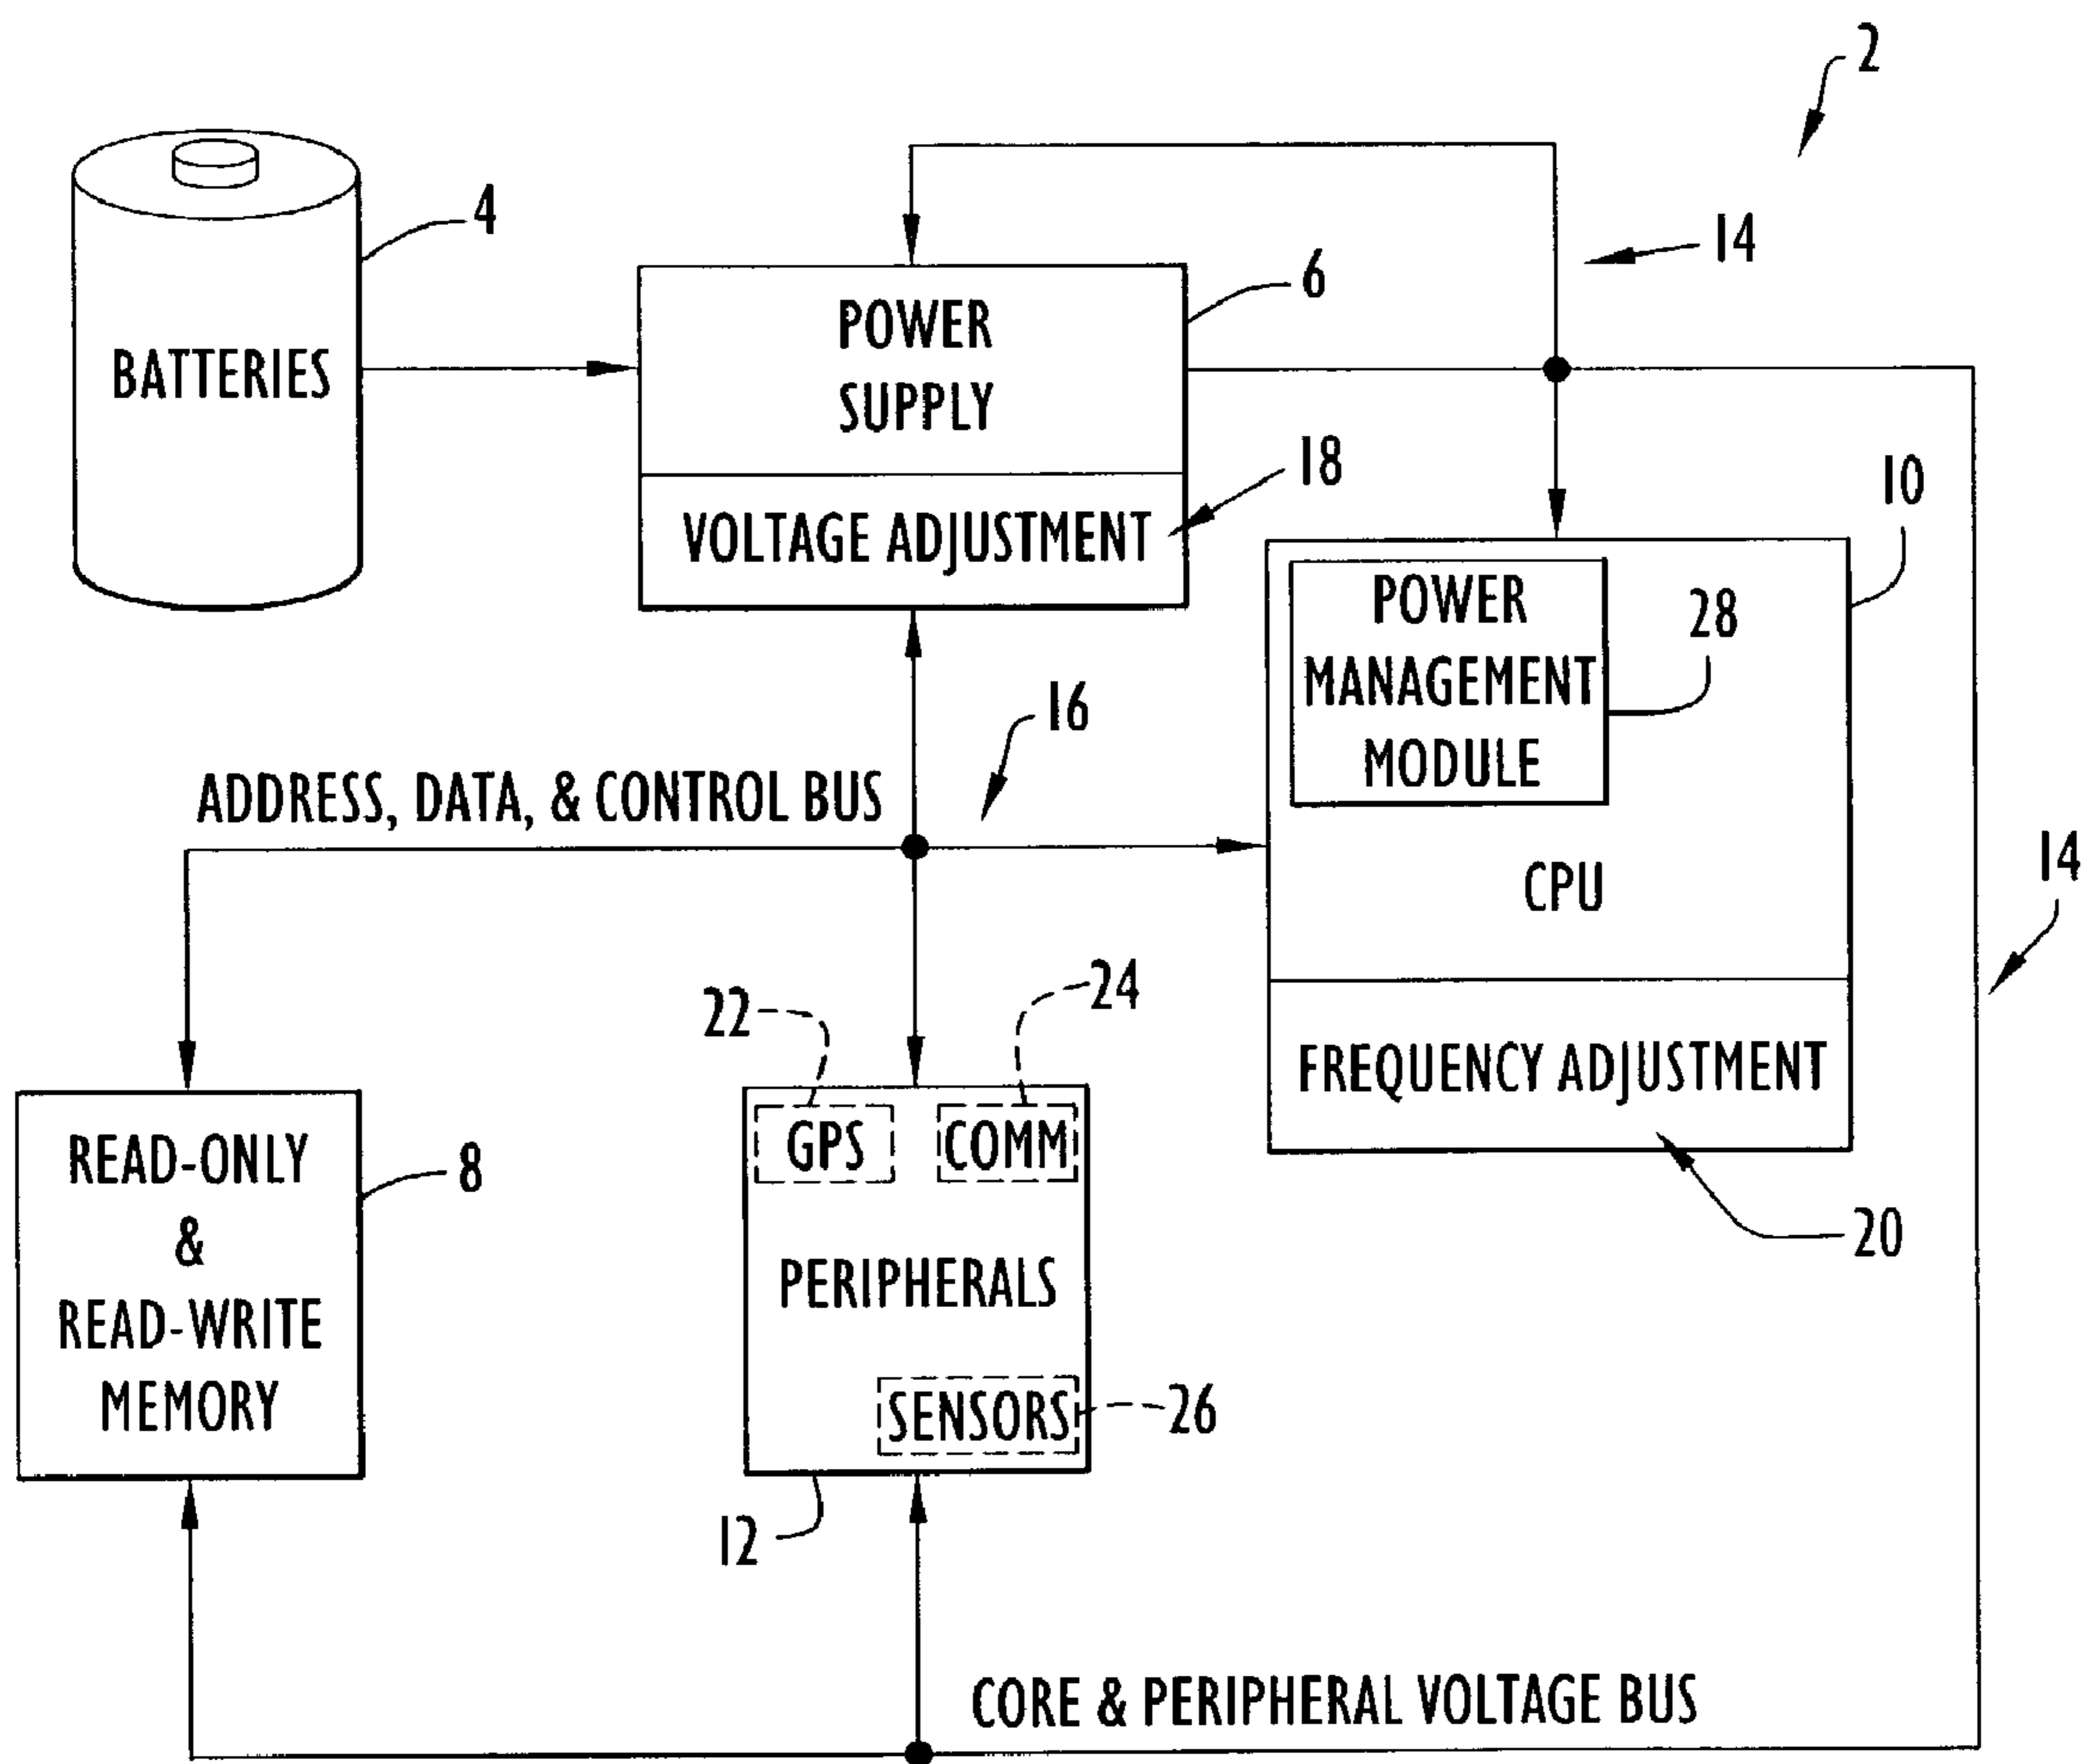 2
4
14
6
POWER
SUPPLY
BATTERIES
18
10
VOLTAGE ADJUSTMENT
POWER
MANAGEMENT
MODULE
28
16
ADDRESS, DATA, & CONTROL BUS
14
CPU
24
22
FREQUENCY ADJUSTMENT
GPS
COMM
READ-ONLY
&
READ-WRITE
MEMORY
8
20
PERIPHERALS
SENSORS
26
12
CORE & PERIPHERAL VOLTAGE BUS